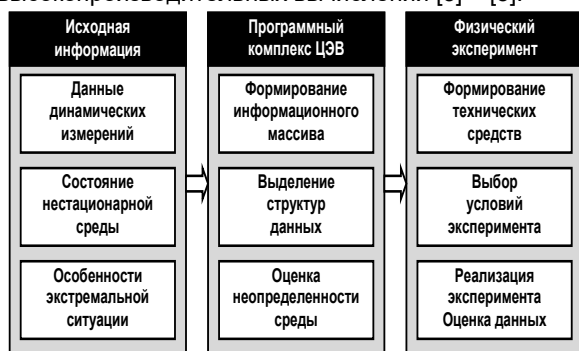 Исходная
информация
Данные
динамических
измерений
Состояние
нестационарной
среды
Особенности
экстремальной
ситуации
Программный
комплекс ЦЭВ
Формирование
информационного
массива
Выделение
структур
данных
Оценка
неопределенности
среды
Физический
эксперимент
Формирование
технических
средств
Выбор
условий
эксперимента
Реализация
эксперимента
Оценка данных